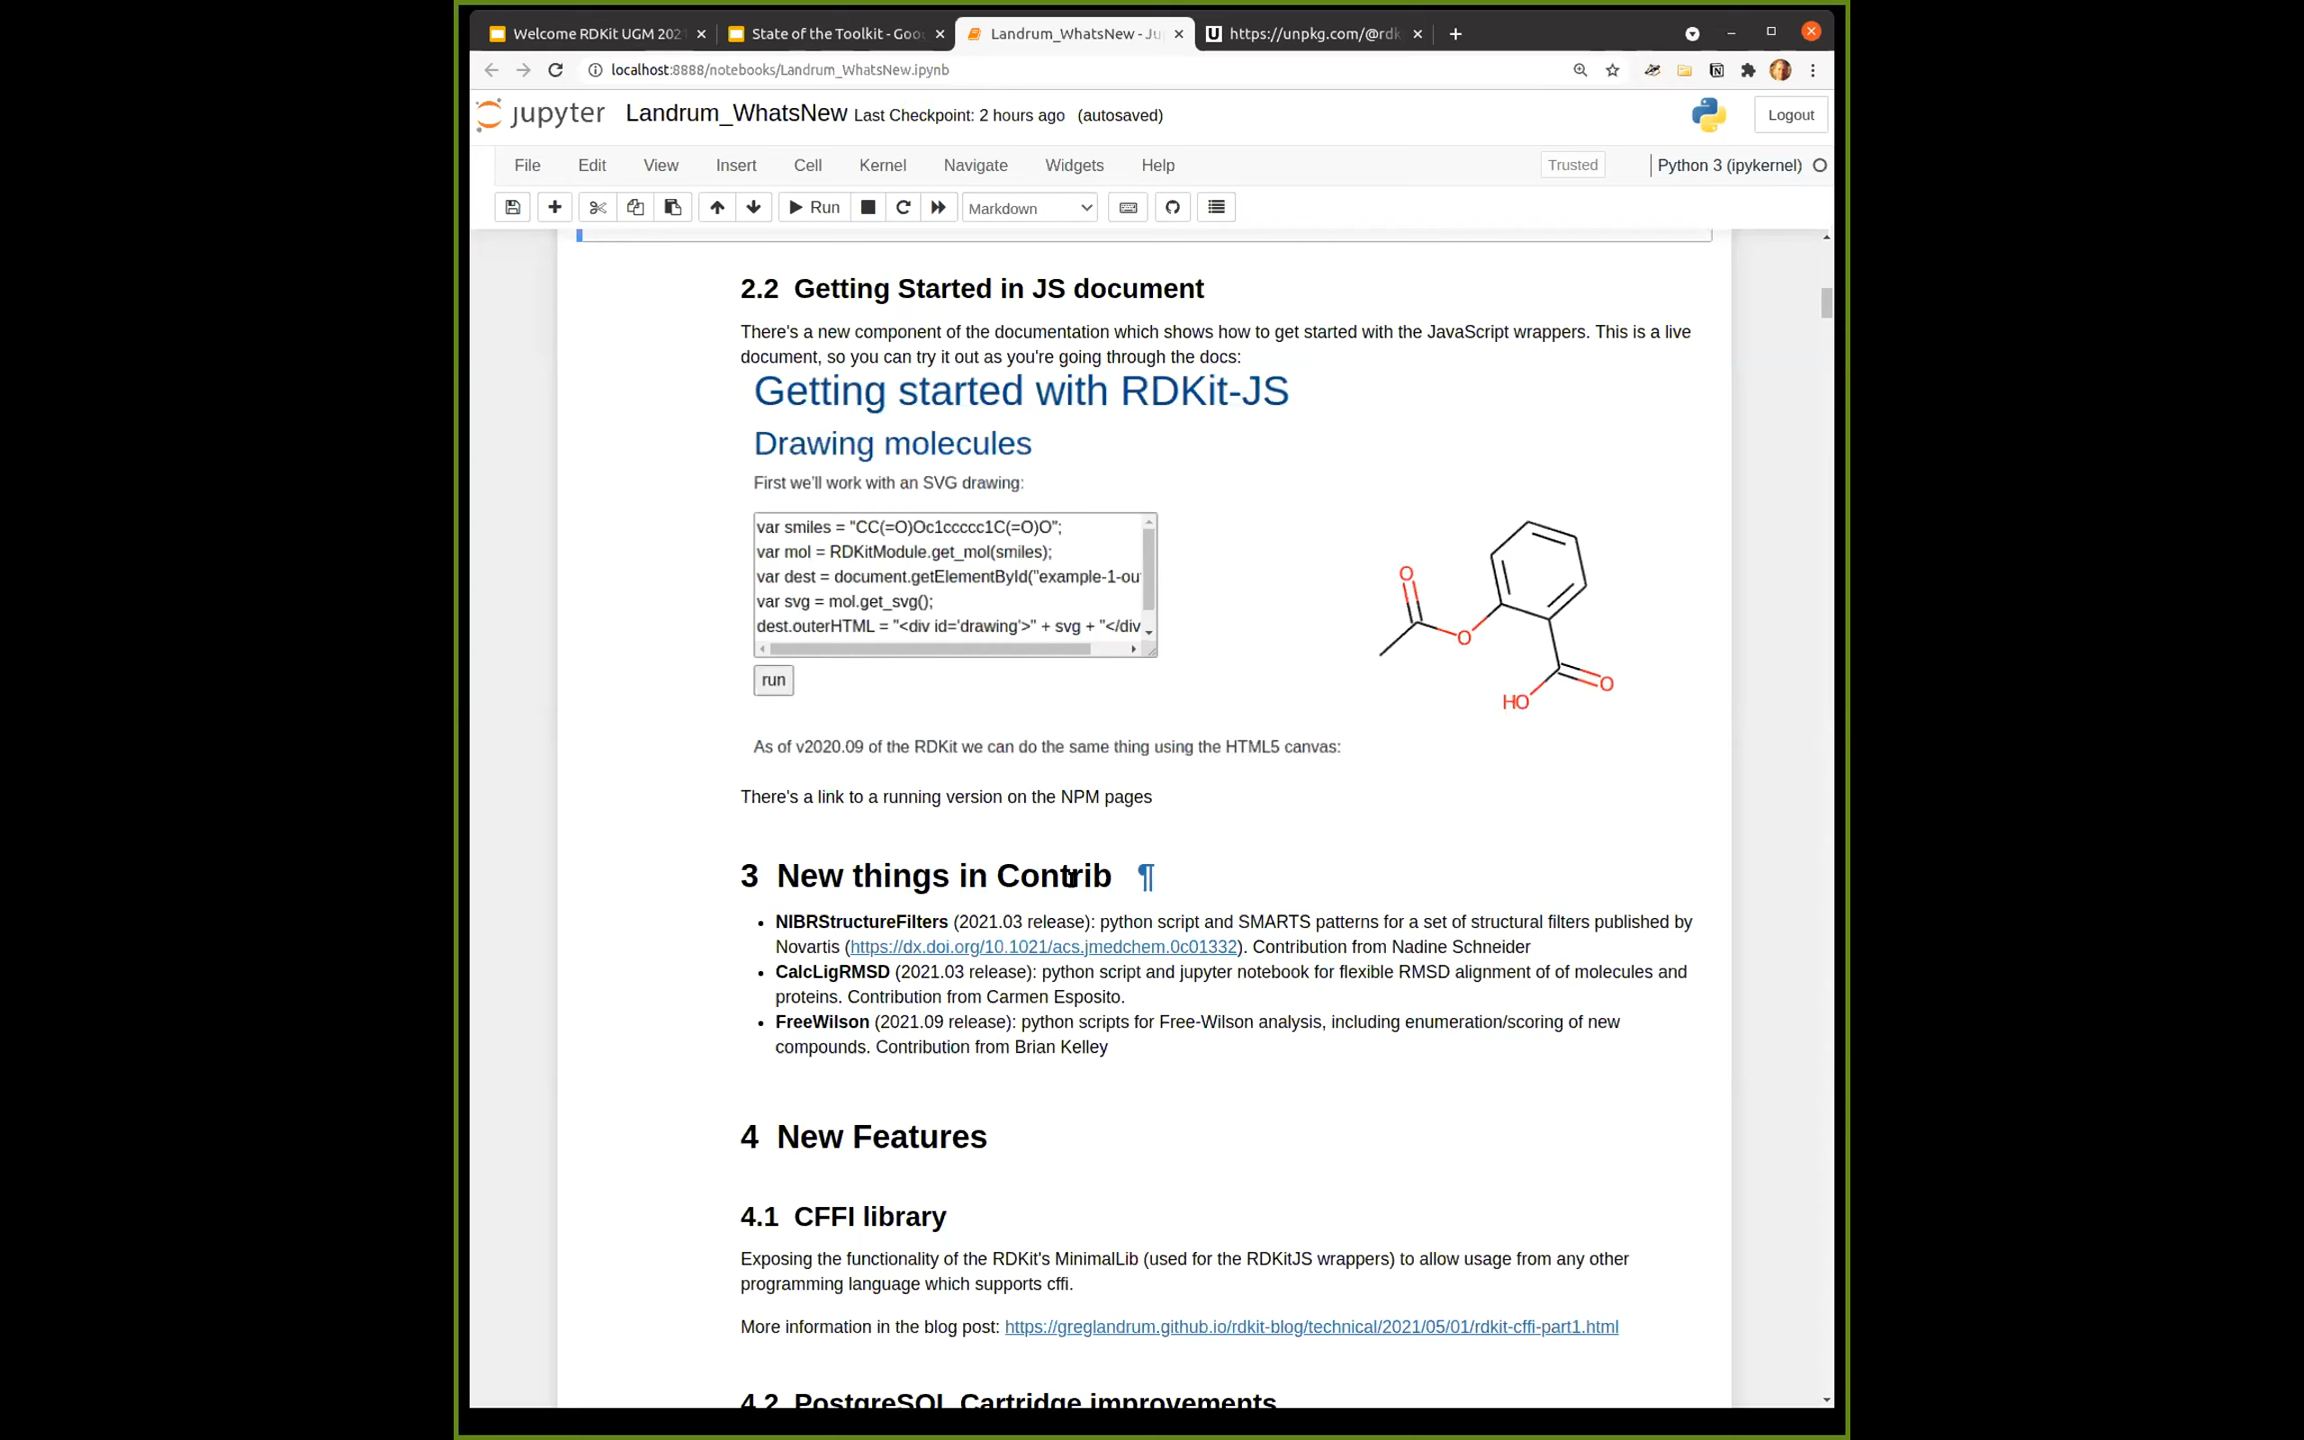 Welcome RDKit UGM 202
State of the Toolkit - Goo
Landrum_WhatsNew - Ju
https://unpkg.com/@rdk
localhost:8888/notebooks/Landrum_WhatsNew.ipynb
jupyter Landrum_WhatsNew Last Checkpoint: 2 hours ago (autosaved)
Logout
File Edit View Insert Cell Kernel Navigate Widgets Help
Trusted
Python 3 (ipykernel)
Run
Markdown
2.2 Getting Started in JS document
There's a new component of the documentation which shows how to get started with the JavaScript wrappers. This is a live
document, so you can try it out as you're going through the docs:
Getting started with RDKit-JS
Drawing molecules
First we'll work with an SVG drawing:
var smiles = "CC(=O)Oc1ccccc1C(=O)O";
var mol = RDKitModule.get_mol(smiles);
var dest = document.getElementById("example-1-ou
var svg = mol.get_svg();
dest.outerHTML = "<div id='drawing'>" + svg + "</div
run
O
O
O
HO
As of v2020.09 of the RDKit we can do the same thing using the HTML5 canvas:
There's a link to a running version on the NPM pages
3 New things in Contrib ¶
• NIBRStructureFilters (2021.03 release): python script and SMARTS patterns for a set of structural filters published by
Novartis (https://dx.doi.org/10.1021/acs.jmedchem.0c01332). Contribution from Nadine Schneider
• CalcLigRMSD (2021.03 release): python script and jupyter notebook for flexible RMSD alignment of of molecules and
proteins. Contribution from Carmen Esposito.
• FreeWilson (2021.09 release): python scripts for Free-Wilson analysis, including enumeration/scoring of new
compounds. Contribution from Brian Kelley
4 New Features
4.1 CFFI library
Exposing the functionality of the RDKit's MinimalLib (used for the RDKitJS wrappers) to allow usage from any other
programming language which supports cffi.
More information in the blog post: https://greglandrum.github.io/rdkit-blog/technical/2021/05/01/rdkit-cffi-part1.html
4.2 PostgreSQL Cartridge improvements